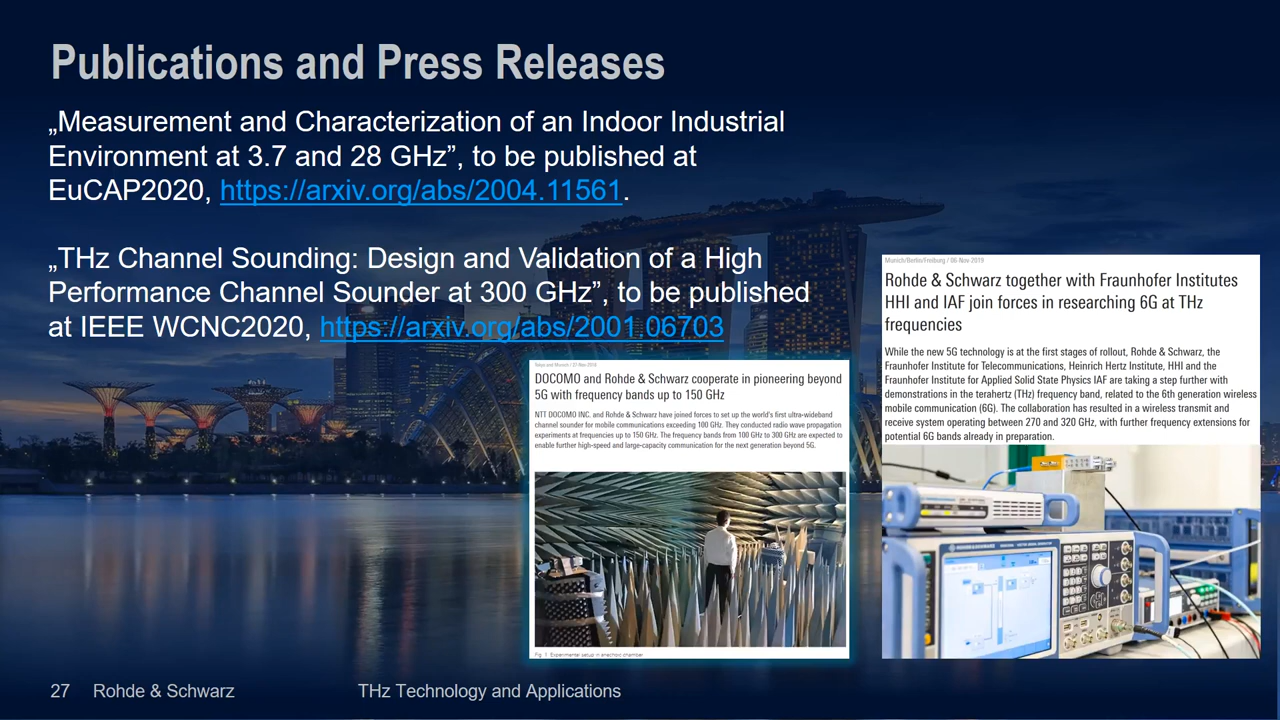 Publications and Press Releases
„Measurement and Characterization of an Indoor Industrial
Environment at 3.7 and 28 GHz”, to be published at
EuCAP2020, https://arxiv.org/abs/2004.11561.
„THz Channel Sounding: Design and Validation of a High
Performance Channel Sounder at 300 GHz”, to be published
at IEEE WCNC2020, https://arxiv.org/abs/2001.06703
DOCOMO and Rohde & Schwarz cooperate in pioneering beyond
5G with frequency bands up to 150 GHz
NTT DOCOMO INC. and Rohde & Schwarz have joined forces to set up the world's first ultra-wideband
channel sounder for mobile communications exceeding 100 GHz. They conducted radio wave propagation
experiments at frequencies up to 150 GHz. The frequency bands from 100 GHz to 300 GHz are expected to
enable further high-speed and large-capacity communication for the next generation beyond 5G.
Fig. 1 Experimental setup in anechoic chamber
Munich/Berlin/Freiburg / 06-Nov-2019
Rohde & Schwarz together with Fraunhofer Institutes
HHI and IAF join forces in researching 6G at THz
frequencies
While the new 5G technology is at the first stages of rollout, Rohde & Schwarz, the
Fraunhofer Institute for Telecommunications, Heinrich Hertz Institute, HHI and the
Fraunhofer Institute for Applied Solid State Physics IAF are taking a step further with
demonstrations in the terahertz (THz) frequency band, related to the 6th generation wireless
mobile communication (6G). The collaboration has resulted in a wireless transmit and
receive system operating between 270 and 320 GHz, with further frequency extensions for
potential 6G bands already in preparation.
ROHDE & SCHWARZ
27 Rohde & Schwarz THz Technology and Applications